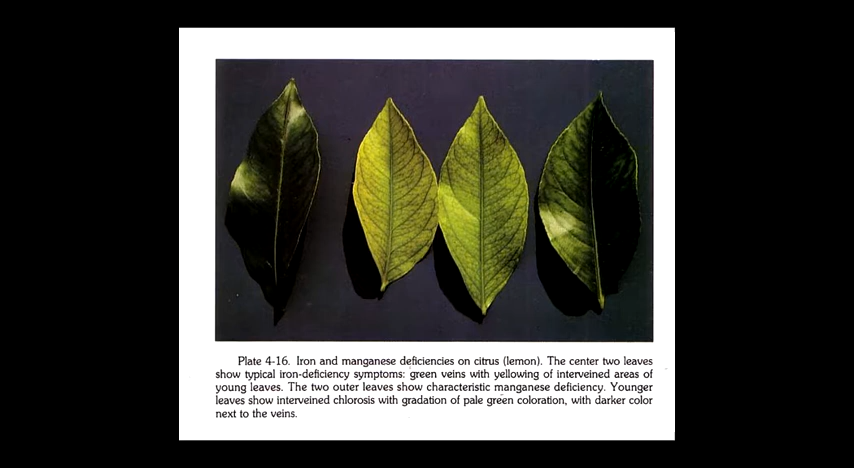 Plate 4-16. Iron and manganese deficiencies on citrus (lemon). The center two leaves
show typical iron-deficiency symptoms: green veins with yellowing of interveined areas of
young leaves. The two outer leaves show characteristic manganese deficiency. Younger
leaves show interveined chlorosis with gradation of pale green coloration, with darker color
next to the veins.